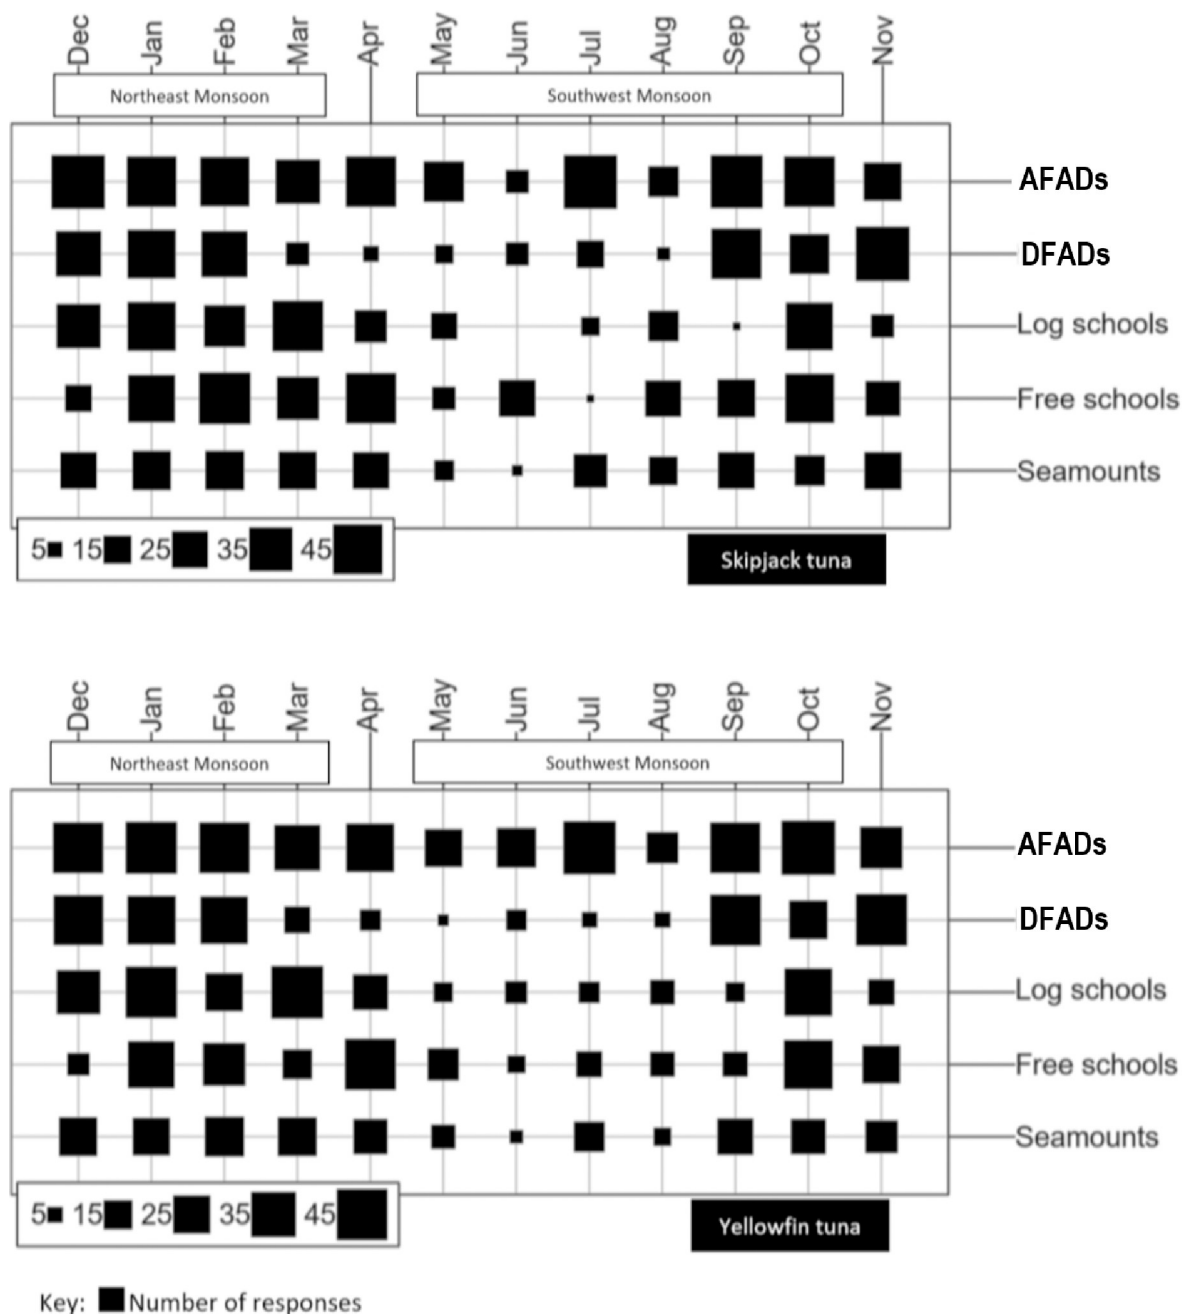 Dec Jan Feb Mar Apr May Jun Jul Aug Sep Oct Nov
Northeast Monsoon Southwest Monsoon
AFADs
DFADs
Log schools
Free schools
Seamounts
5 15 25 35 45
Skipjack tuna
Dec Jan Feb Mar Apr May Jun Jul Aug Sep Oct Nov
Northeast Monsoon Southwest Monsoon
AFADs
DFADs
Log schools
Free schools
Seamounts
5 15 25 35 45
Yellowfin tuna
Key: Number of responses